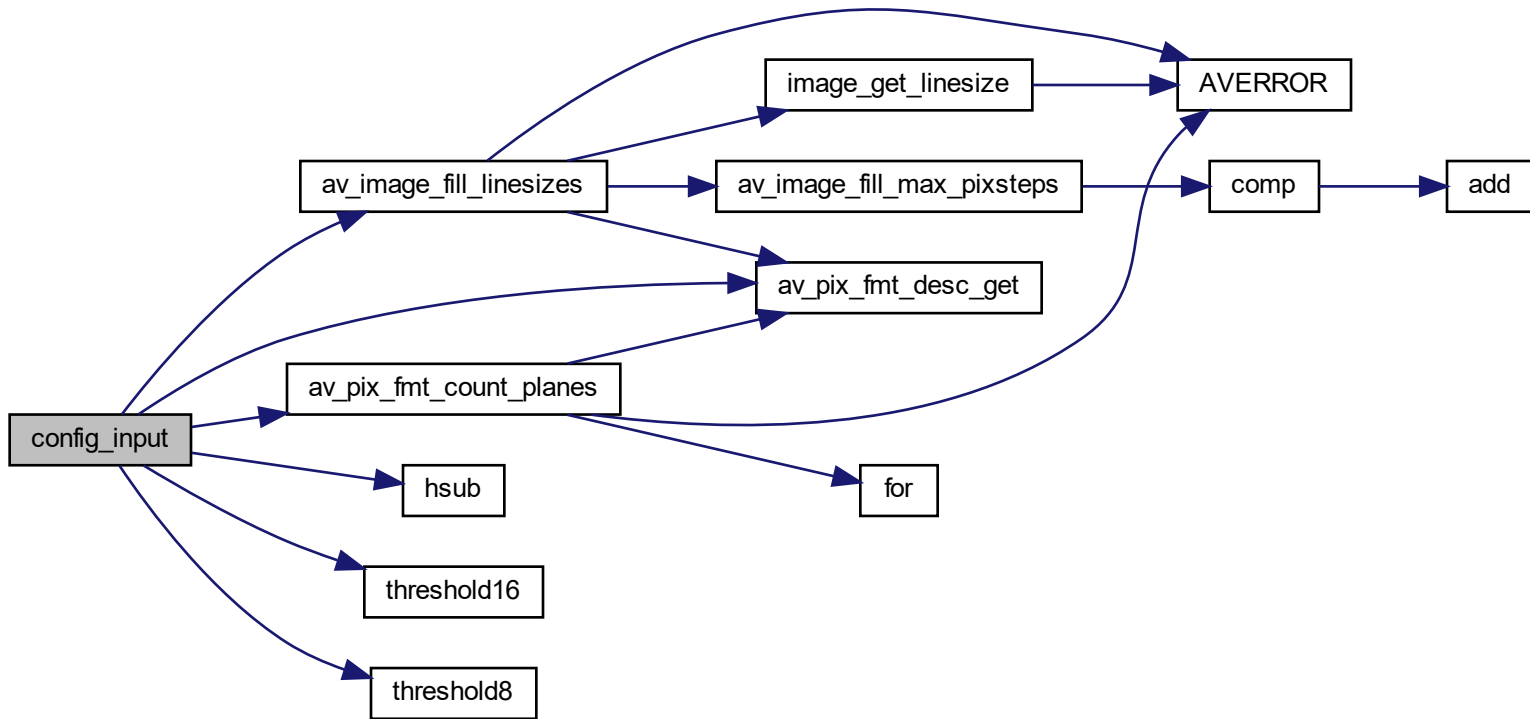 image_get_linesize
AVERROR
av_image_fill_linesizes
av_image_fill_max_pixsteps
comp
add
av_pix_fmt_desc_get
av_pix_fmt_count_planes
config_input
hsub
for
threshold16
threshold8